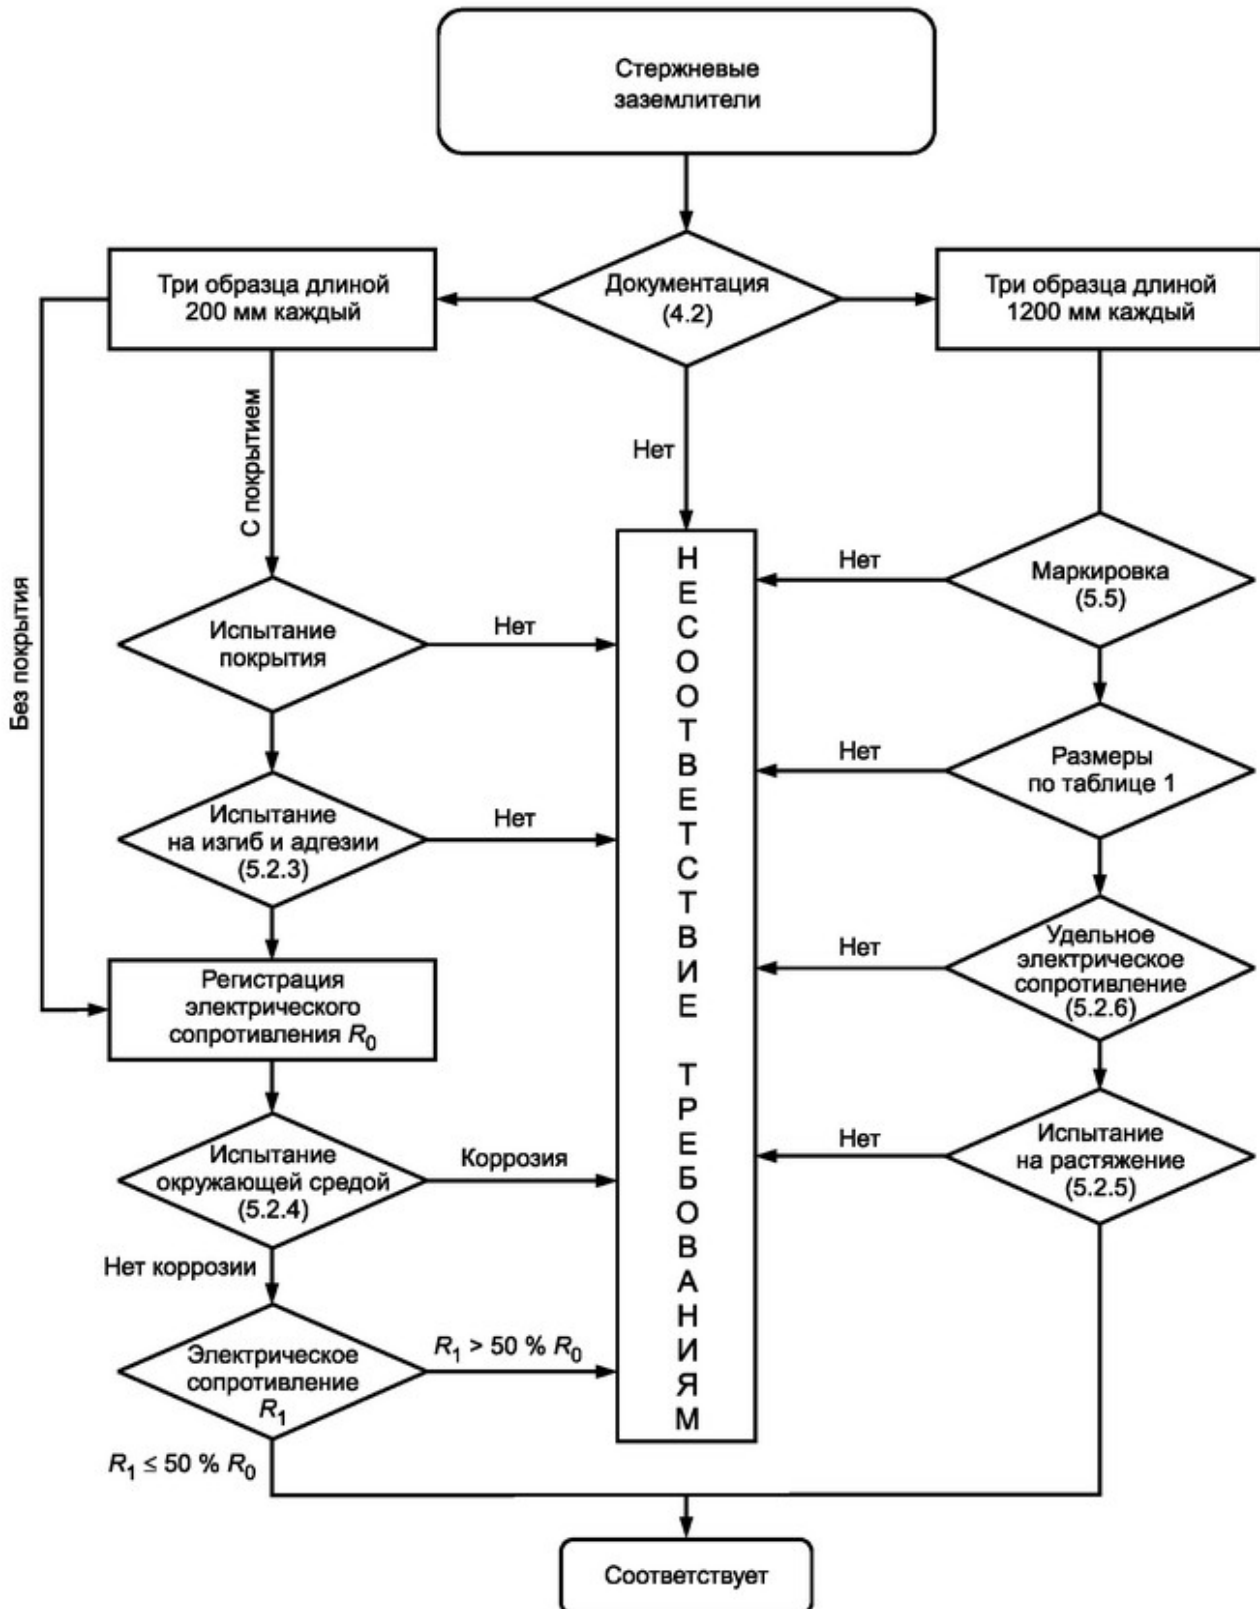 Стержневые
заземлители
Три образца длиной
200 мм каждый
Документация
(4.2)
Три образца длиной
1200 мм каждый
Без покрытия
С покрытием
Нет
НЕСООТВЕТСТВИЕ ТРЕБОВАНИЯМ
Испытание
покрытия
Нет
Испытание
на изгиб и адгезии
(5.2.3)
Нет
Регистрация
электрического
сопротивления R0
Испытание
окружающей средой
(5.2.4)
Коррозия
Нет коррозии
Электрическое
сопротивление
R1
R1 > 50 % R0
R1 ≤ 50 % R0
Нет
Маркировка
(5.5)
Нет
Размеры
по таблице 1
Нет
Удельное
электрическое
сопротивление
(5.2.6)
Нет
Испытание
на растяжение
(5.2.5)
Соответствует